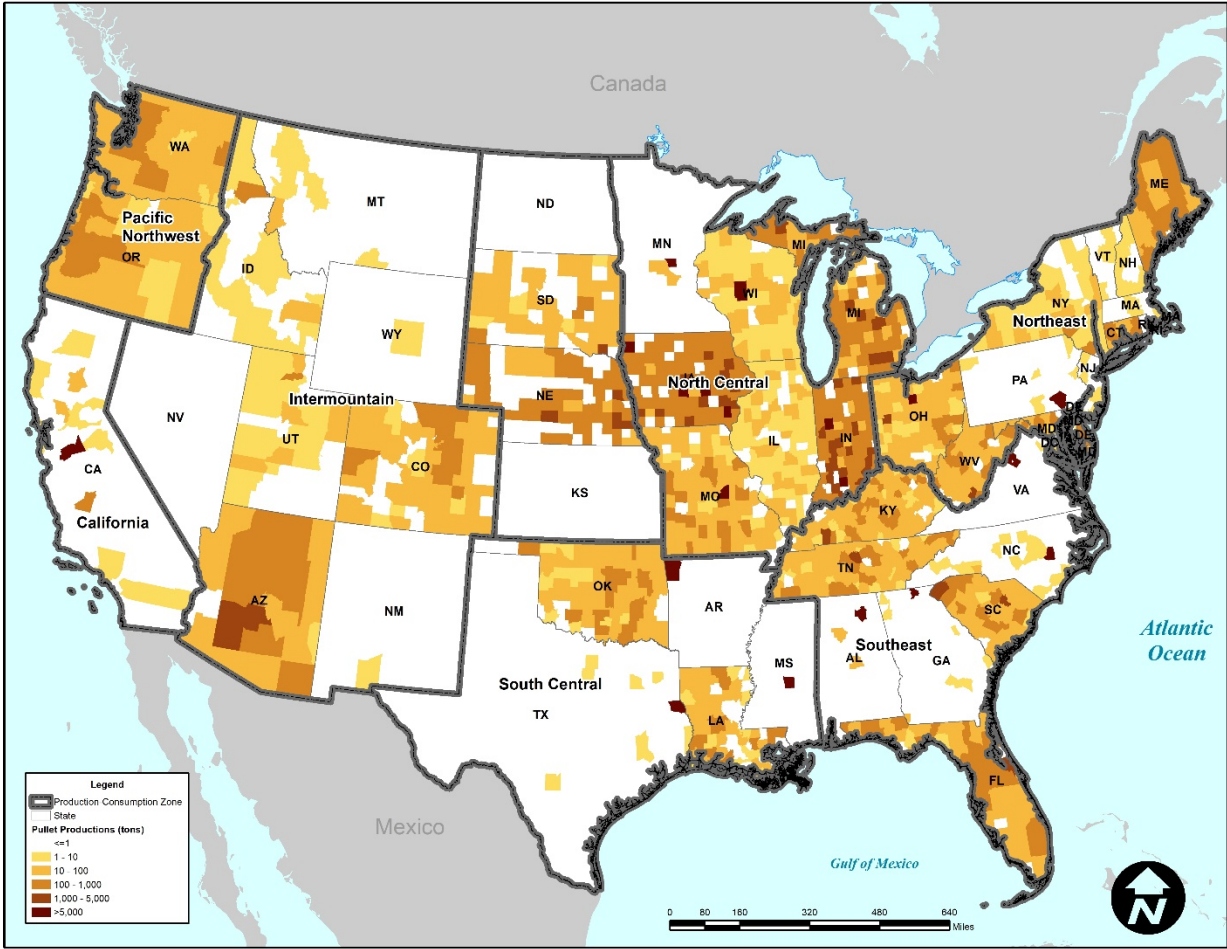 Canada
WA
MT
ND
ME
Pacific
Northwest
OR
MN
MI
VT
NH
ID
SD
WI
MI
NY
MA
Northeast
WY
CT
North Central
NE
PA
NJ
Intermountain
NV
OH
UT
IL
IN
MD
DE
DC
CO
WV
CA
KS
MO
VA
California
KY
NC
TN
AZ
OK
NM
AR
SC
Atlantic
Ocean
Southeast
MS
AL
GA
South Central
TX
LA
FL
Legend
Production Consumption Zone
State
Pullet Productions (tons)
<=1
1 - 10
10 - 100
100 - 1,000
1,000 - 5,000
>5,000
Mexico
Gulf of Mexico
N
0 80 160 320 480 640
Miles